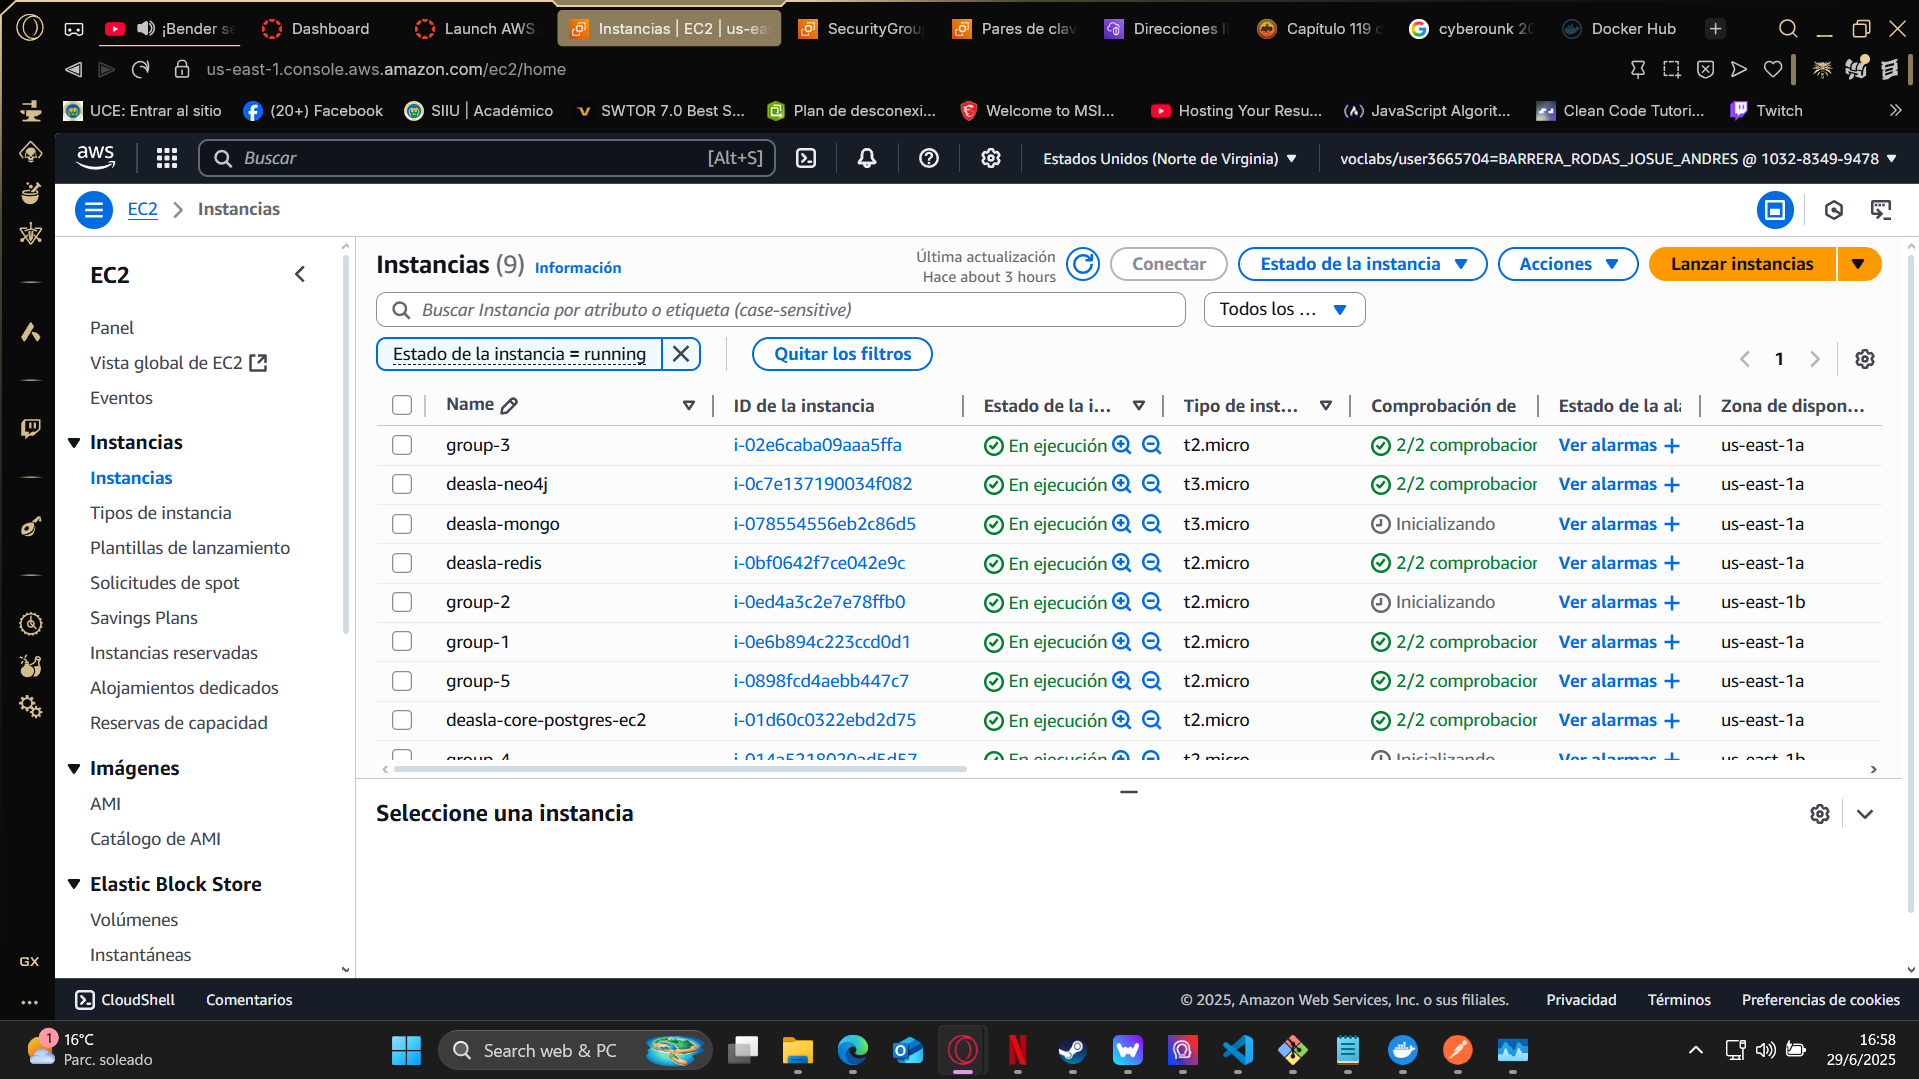 ¡Bender se
Dashboard
Launch AWS
Instancias | EC2 | us-ea
SecurityGrou
Pares de clav
Direcciones I
Capítulo 119 c
cyberounk 20
Docker Hub
us-east-1.console.aws.amazon.com/ec2/home
UCE: Entrar al sitio
(20+) Facebook
SIIU | Académico
SWTOR 7.0 Best S...
Plan de desconexi...
Welcome to MSI...
Hosting Your Resu...
JavaScript Algorit...
Clean Code Tutori...
Twitch
aws
Buscar
[Alt+S]
Estados Unidos (Norte de Virginia)
voclabs/user3665704=BARRERA_RODAS_JOSUE_ANDRES @ 1032-8349-9478
EC2
Instancias
EC2
Panel
Vista global de EC2
Eventos
Instancias
Instancias
Tipos de instancia
Plantillas de lanzamiento
Solicitudes de spot
Savings Plans
Instancias reservadas
Alojamientos dedicados
Reservas de capacidad
Imágenes
AMI
Catálogo de AMI
Elastic Block Store
Volúmenes
Instantáneas
Instancias (9) Información
Última actualización
Hace about 3 hours
Conectar
Estado de la instancia
Acciones
Lanzar instancias
Buscar Instancia por atributo o etiqueta (case-sensitive)
Todos los ...
Estado de la instancia = running
Quitar los filtros
1
Name ID de la instancia Estado de la i... Tipo de inst... Comprobación de Estado de la ala Zona de dispon...
group-3 i-02e6caba09aaa5ffa En ejecución t2.micro 2/2 comprobacior Ver alarmas + us-east-1a
deasla-neo4j i-0c7e137190034f082 En ejecución t3.micro 2/2 comprobacior Ver alarmas + us-east-1a
deasla-mongo i-078554556eb2c86d5 En ejecución t3.micro Inicializando Ver alarmas + us-east-1a
deasla-redis i-0bf0642f7ce042e9c En ejecución t2.micro 2/2 comprobacior Ver alarmas + us-east-1a
group-2 i-0ed4a3c2e7e78ffb0 En ejecución t2.micro Inicializando Ver alarmas + us-east-1b
group-1 i-0e6b894c223ccd0d1 En ejecución t2.micro 2/2 comprobacior Ver alarmas + us-east-1a
group-5 i-0898fcd4aebb447c7 En ejecución t2.micro 2/2 comprobacior Ver alarmas + us-east-1a
deasla-core-postgres-ec2 i-01d60c0322ebd2d75 En ejecución t2.micro 2/2 comprobacior Ver alarmas + us-east-1a
group-4 i-014a5218020ad5d57 En ejecución t2.micro Inicializando Ver alarmas + us-east-1b
Seleccione una instancia
GX
CloudShell
Comentarios
© 2025, Amazon Web Services, Inc. o sus filiales.
Privacidad
Términos
Preferencias de cookies
1
16°C
Parc. soleado
Search web & PC
16:58
29/6/2025